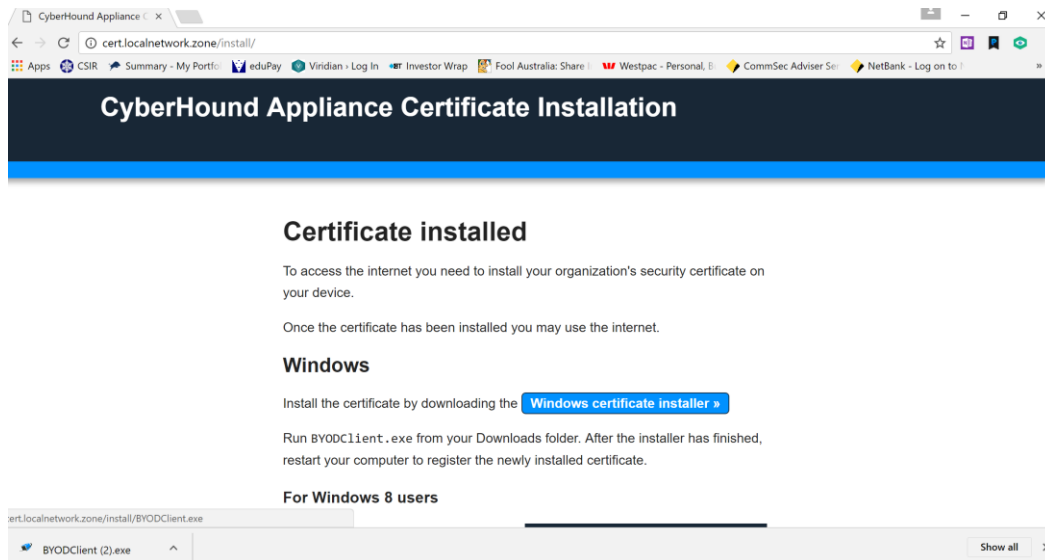 CyberHound Appliance C
cert.localnetwork.zone/install/
Apps CSIR Summary - My Portfo eduPay Viridian › Log In BT Investor Wrap Fool Australia: Share Westpac - Personal, B CommSec Adviser Ser NetBank - Log on to »
CyberHound Appliance Certificate Installation
Certificate installed
To access the internet you need to install your organization's security certificate on
your device.
Once the certificate has been installed you may use the internet.
Windows
Install the certificate by downloading the Windows certificate installer »
Run BYODClient.exe from your Downloads folder. After the installer has finished,
restart your computer to register the newly installed certificate.
For Windows 8 users
cert.localnetwork.zone/install/BYODClient.exe
BYODClient (2).exe Show all